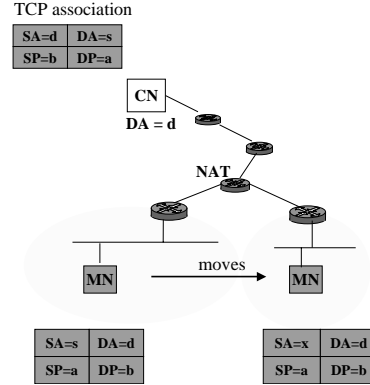 TCP association
SA=d DA=s
SP=b DP=a
CN
DA = d
NAT
moves
MN
MN
SA=s DA=d
SP=a DP=b
SA=x DA=d
SP=a DP=b